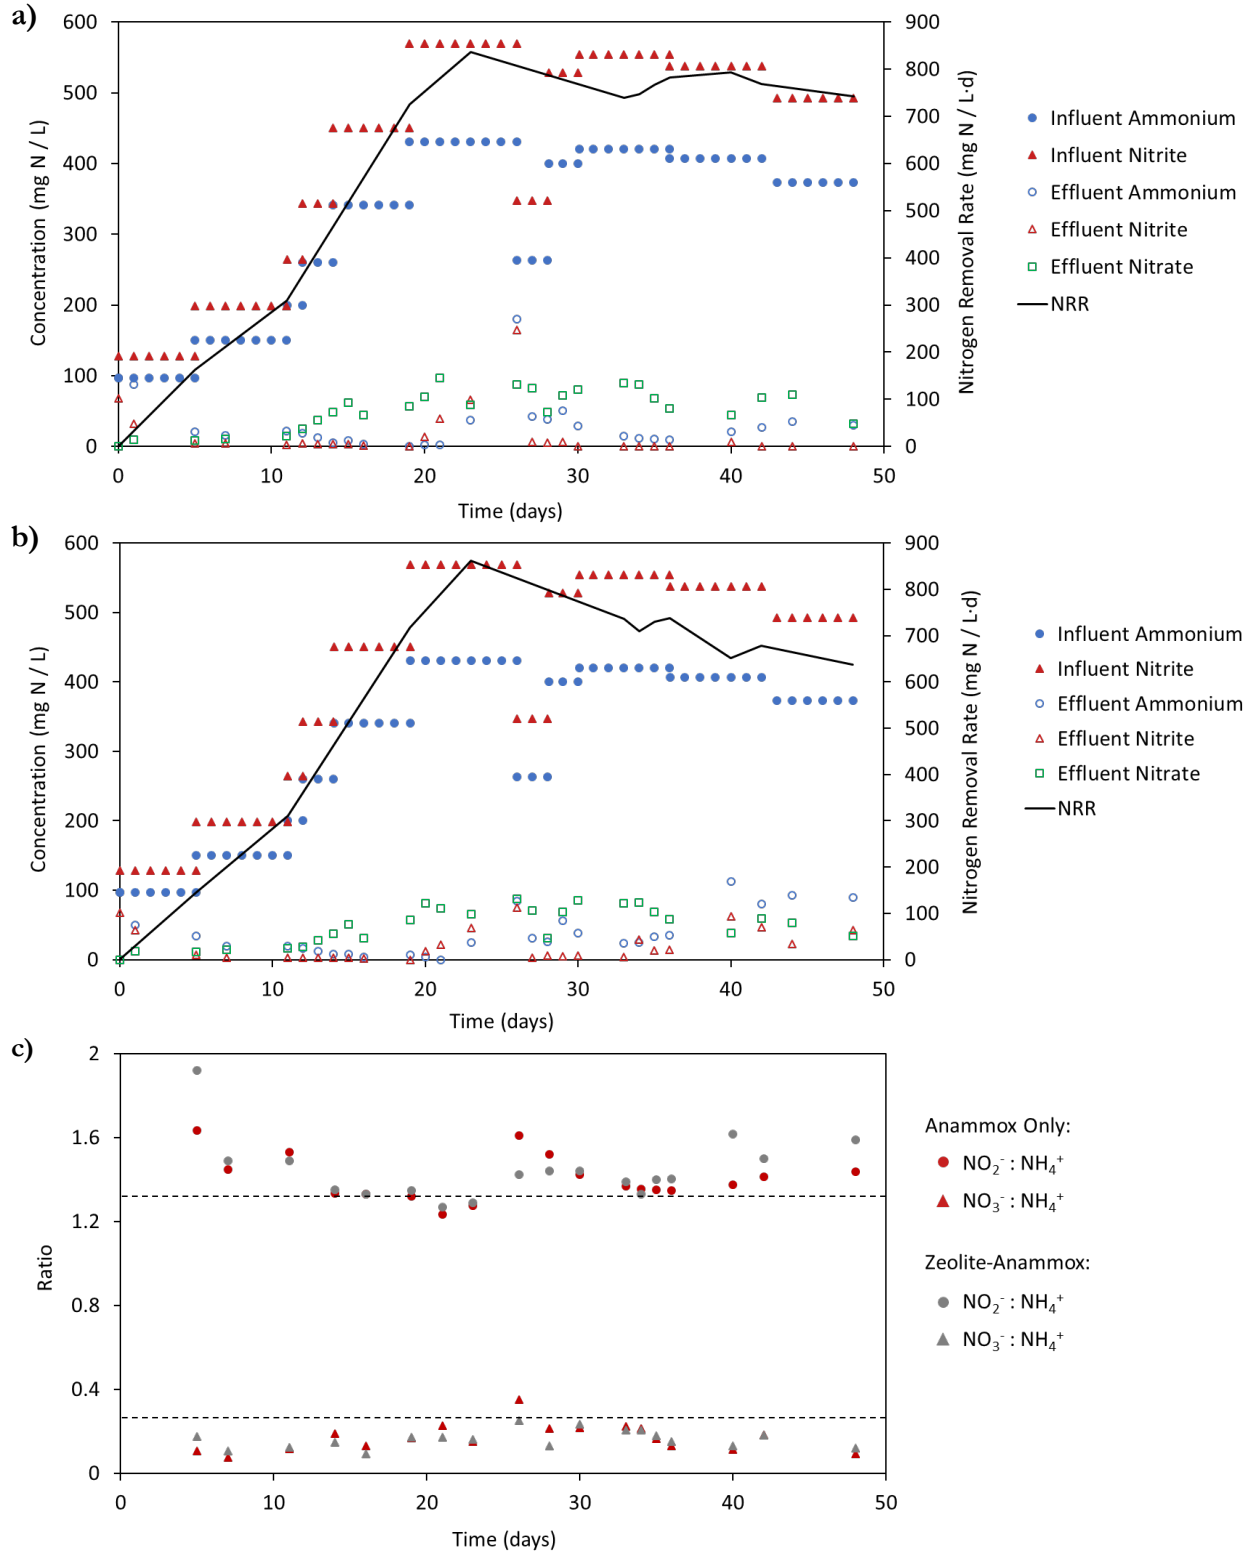 a)
600
500
400
300
200
100
0
Concentration (mg N / L)
900
800
700
600
500
400
300
200
100
0
Nitrogen Removal Rate (mg N / L·d)
0 10 20 30 40 50
Time (days)
Influent Ammonium
Influent Nitrite
Effluent Ammonium
Effluent Nitrite
Effluent Nitrate
NRR
b)
600
500
400
300
200
100
0
Concentration (mg N / L)
900
800
700
600
500
400
300
200
100
0
Nitrogen Removal Rate (mg N / L·d)
0 10 20 30 40 50
Time (days)
Influent Ammonium
Influent Nitrite
Effluent Ammonium
Effluent Nitrite
Effluent Nitrate
NRR
c)
2
1.6
1.2
0.8
0.4
0
Ratio
0 10 20 30 40 50
Time (days)
Anammox Only:
NO₂⁻ : NH₄⁺
NO₃⁻ : NH₄⁺
Zeolite-Anammox:
NO₂⁻ : NH₄⁺
NO₃⁻ : NH₄⁺